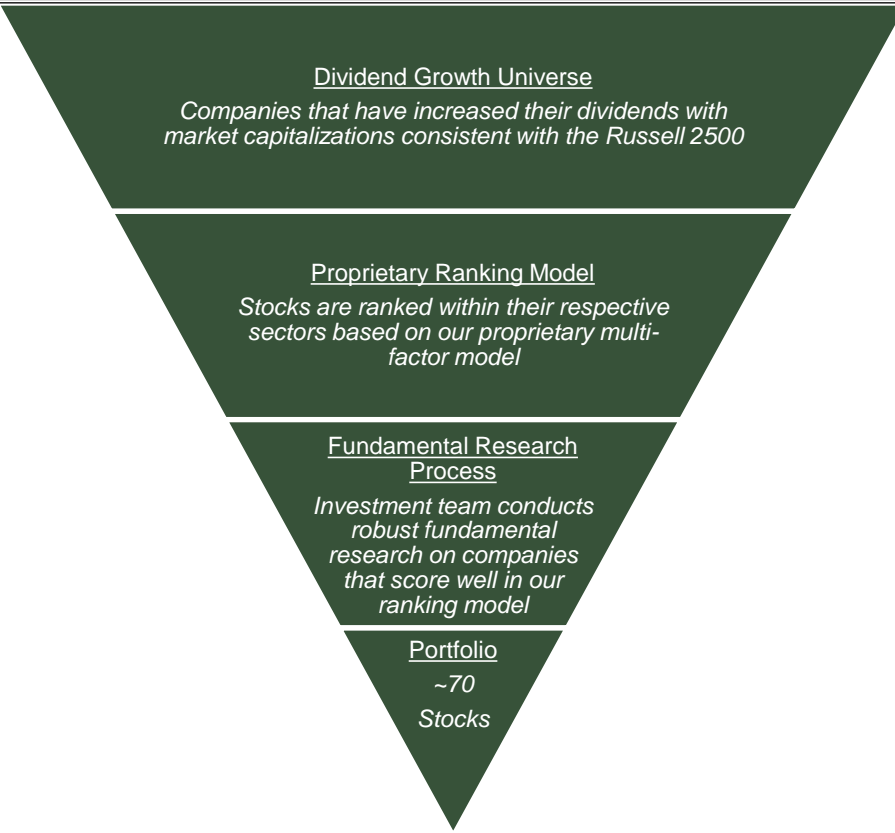 Dividend Growth Universe
Companies that have increased their dividends with
market capitalizations consistent with the Russell 2500
Proprietary Ranking Model
Stocks are ranked within their respective
sectors based on our proprietary multi-
factor model
Fundamental Research
Process
Investment team conducts
robust fundamental
research on companies
that score well in our
ranking model
Portfolio
~70
Stocks